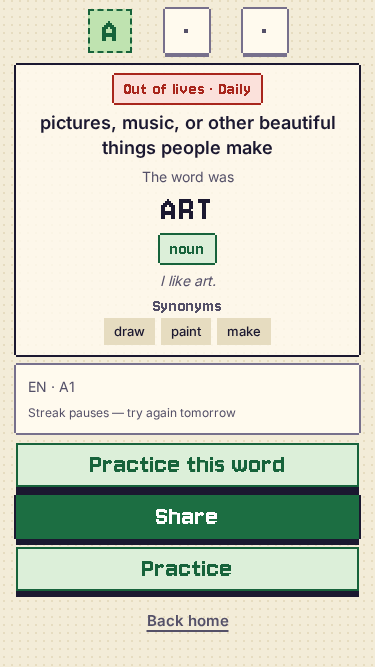 A
Out of lives · Daily
pictures, music, or other beautiful
things people make
The word was
ART
noun
I like art.
Synonyms
draw paint make
EN · A1
Streak pauses — try again tomorrow
Practice this word
Share
Practice
Back home